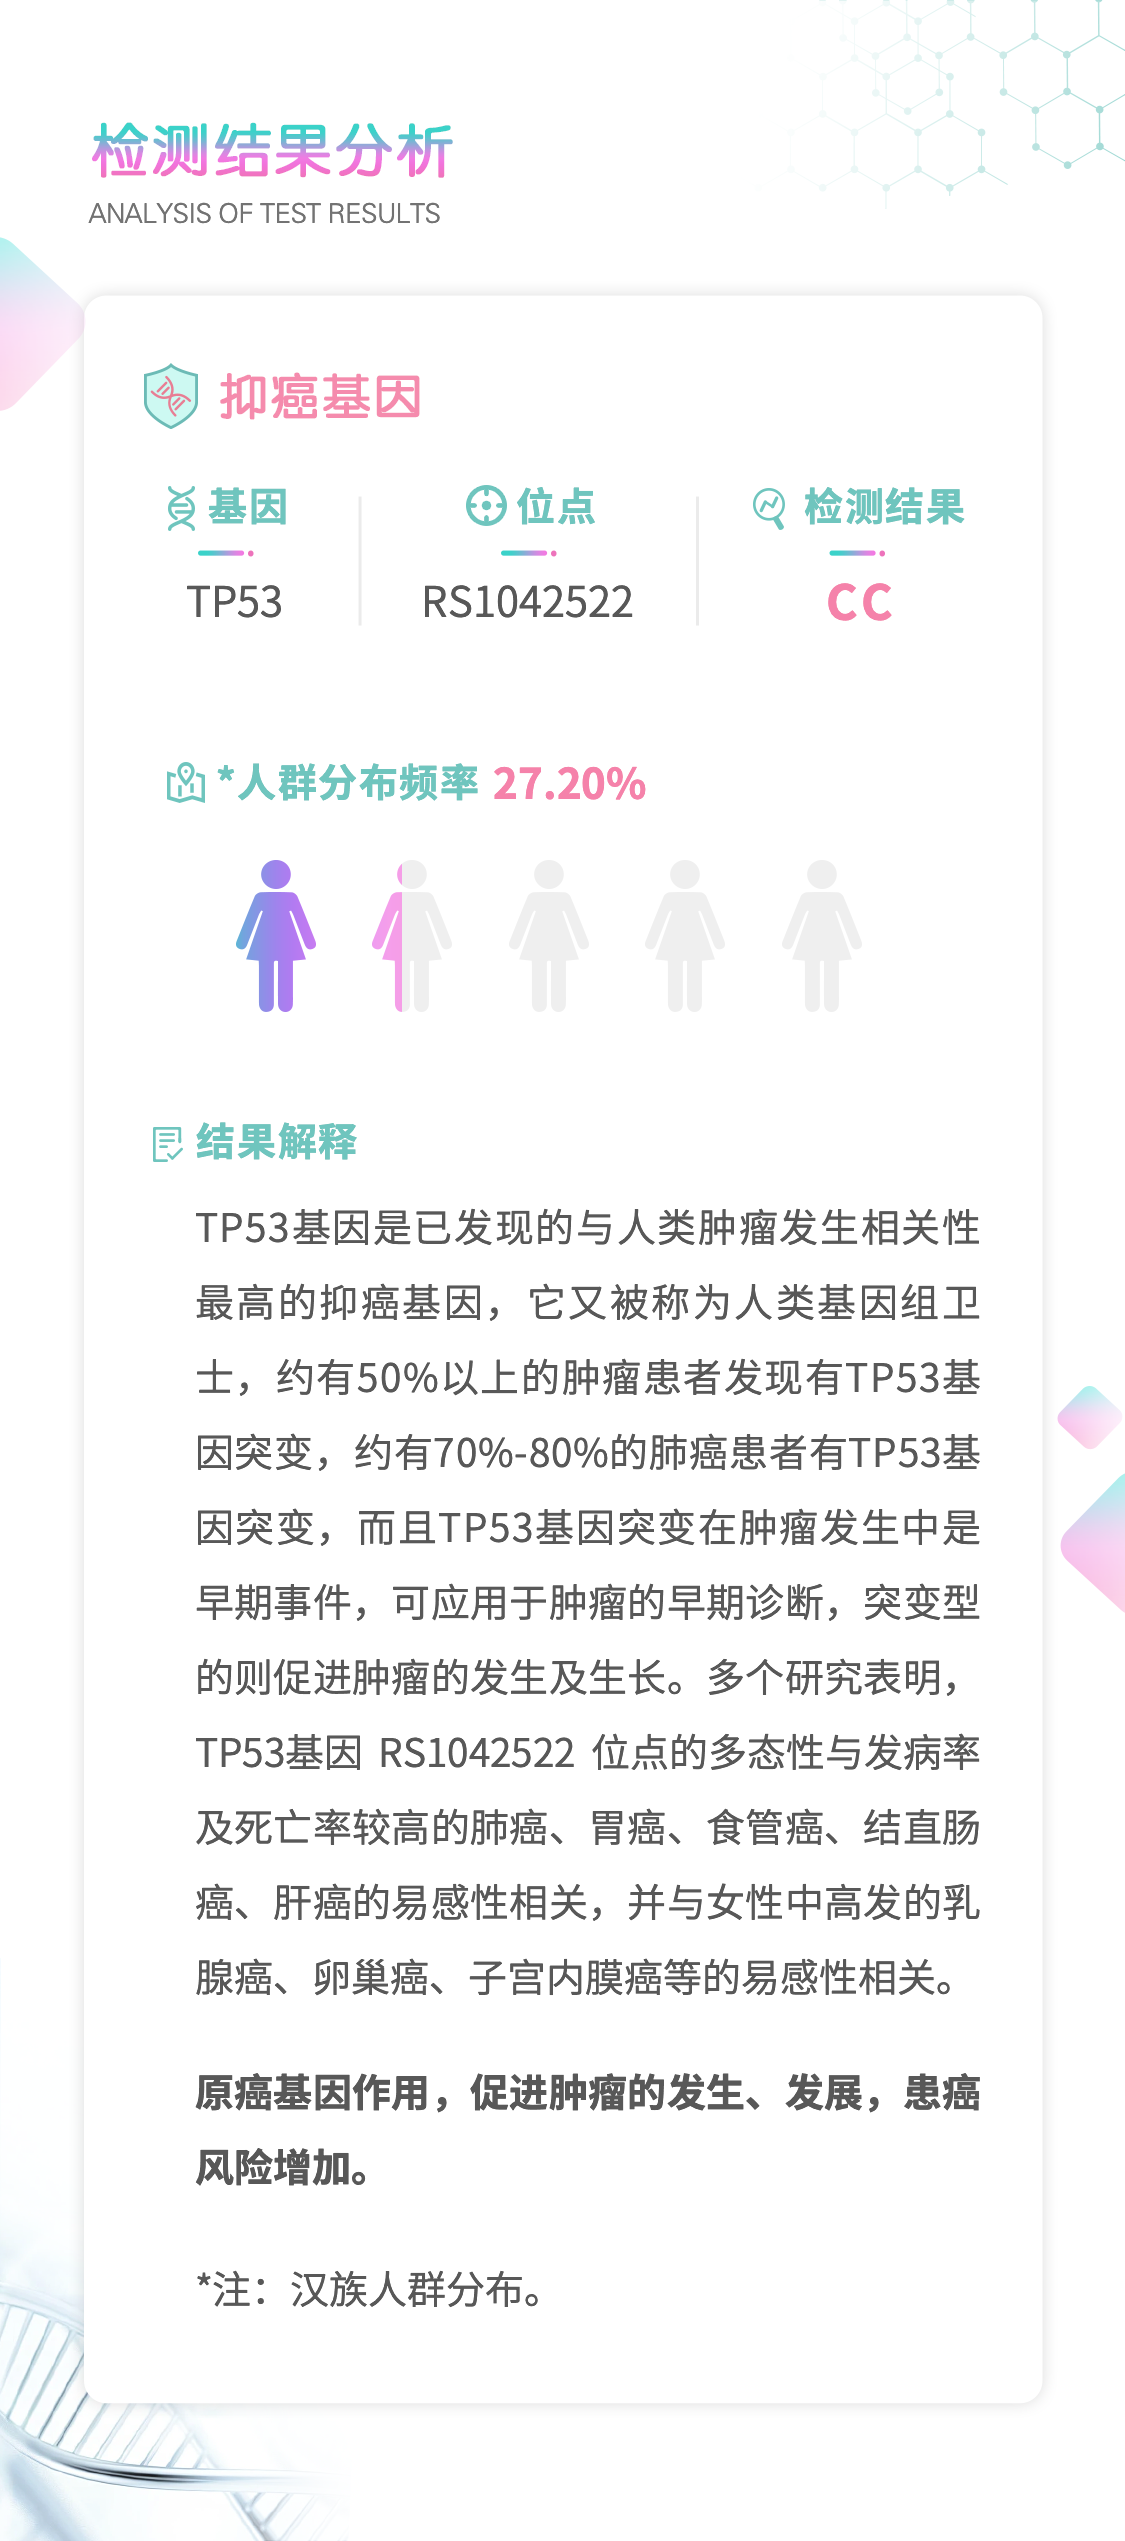 检测结果分析
ANALYSIS OF TEST RESULTS
抑癌基因
基因
位点
检测结果
TP53
RS1042522
CC
*人群分布频率 27.20%
结果解释
TP53基因是已发现的与人类肿瘤发生相关性
最高的抑癌基因，它又被称为人类基因组卫
士，约有50%以上的肿瘤患者发现有TP53基
因突变，约有70%-80%的肺癌患者有TP53基
因突变，而且TP53基因突变在肿瘤发生中是
早期事件，可应用于肿瘤的早期诊断，突变型
的则促进肿瘤的发生及生长。多个研究表明，
TP53基因 RS1042522 位点的多态性与发病率
及死亡率较高的肺癌、胃癌、食管癌、结直肠
癌、肝癌的易感性相关，并与女性中高发的乳
腺癌、卵巢癌、子宫内膜癌等的易感性相关。
原癌基因作用，促进肿瘤的发生、发展，患癌
风险增加。
*注：汉族人群分布。